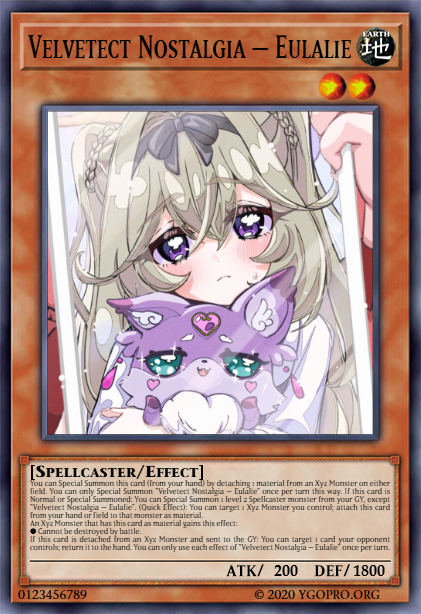 Velvetect Nostalgia – Eulalie
EARTH
地
[Spellcaster/Effect]
You can Special Summon this card (from your hand) by detaching 1 material from an Xyz Monster on either
field. You can only Special Summon "Velvetect Nostalgia – Eulalie" once per turn this way. If this card is
Normal or Special Summoned: You can Special Summon 1 level 2 Spellcaster monster from your GY, except
"Velvetect Nostalgia – Eulalie". (Quick Effect): You can target 1 Xyz Monster you control; attach this card
from your hand or field to that monster as material.
An Xyz Monster that has this card as material gains this effect:
● Cannot be destroyed by battle.
If this card is detached from an Xyz Monster and sent to the GY: You can target 1 card your opponent
controls; return it to the hand. You can only use each effect of "Velvetect Nostalgia – Eulalie" once per turn.
ATK/ 200 DEF/1800
0123456789 © 2020 YGOPRO.ORG